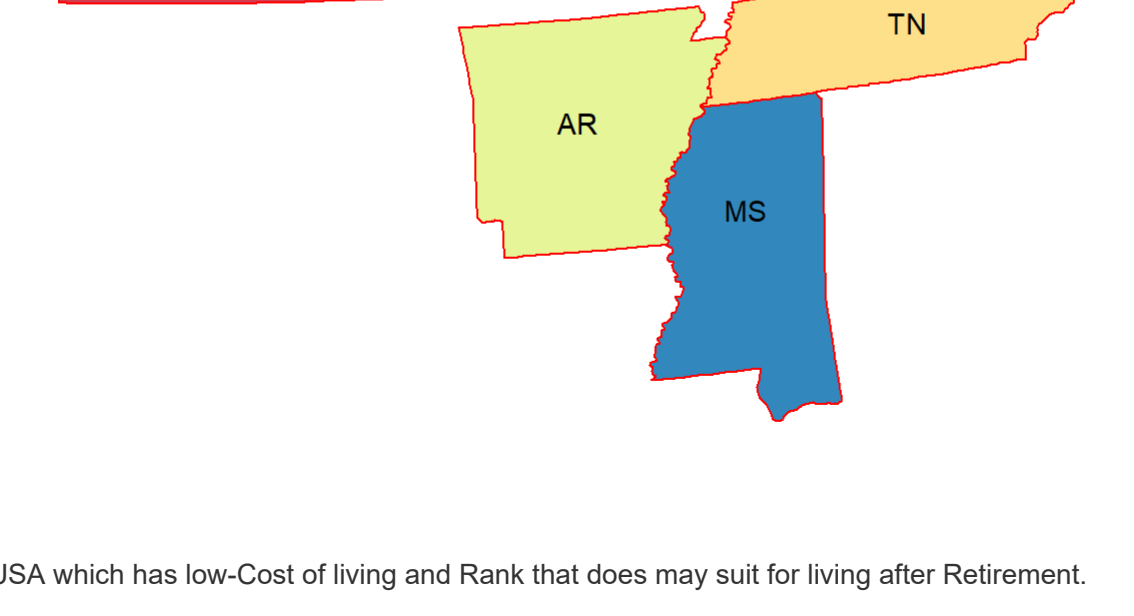 TN
AR
MS
USA which has low-Cost of living and Rank that does may suit for living after Retirement.